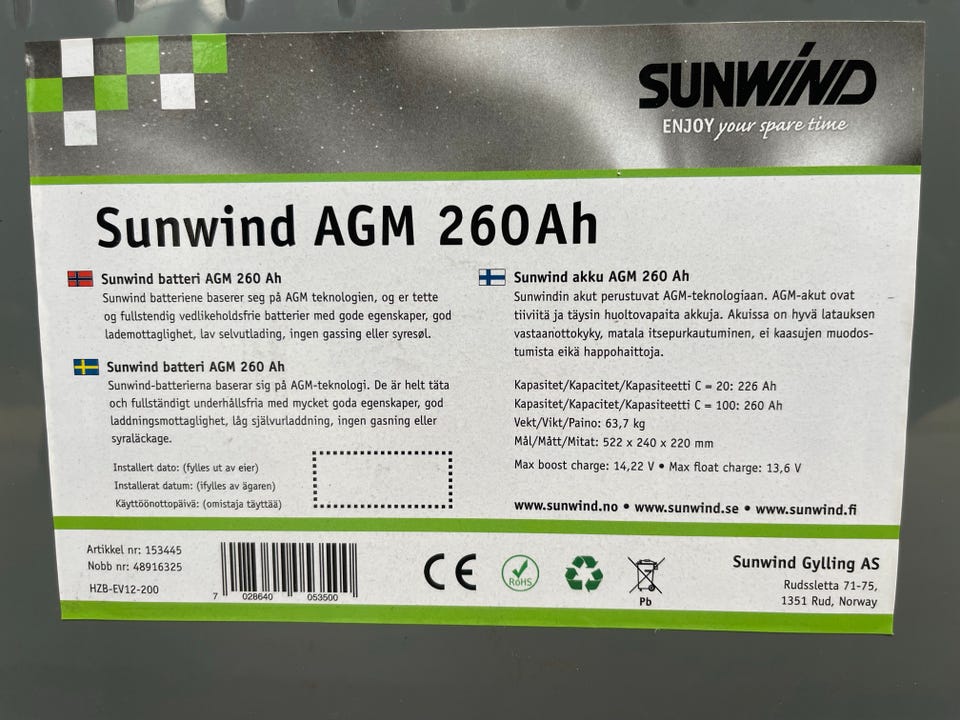 SUNWIND
ENJOY your spare time
Sunwind AGM 260Ah
Sunwind batteri AGM 260 Ah
Sunwind batteriene baserer seg på AGM teknologien, og er tette
og fullstendig vedlikeholdsfrie batterier med gode egenskaper, god
lademottaglighet, lav selvutlading, ingen gassing eller syresøl.
Sunwind batteri AGM 260 Ah
Sunwind-batterierna baserar sig på AGM-teknologi. De är helt täta
och fullständigt underhållsfria med mycket goda egenskaper, god
laddningsmottaglighet, låg självurladdning, ingen gasning eller
syraläckage.
Installert dato: (fylles ut av eier)
Installerat datum: (ifylles av ägaren)
Käyttöönottopäivä: (omistaja täyttää)
Sunwind akku AGM 260 Ah
Sunwindin akut perustuvat AGM-teknologiaan. AGM-akut ovat
tiiviitä ja täysin huoltovapaita akkuja. Akuissa on hyvä latauksen
vastaanottokyky, matala itsepurkautuminen, ei kaasujen muodos-
tumista eikä happohaittoja.
Kapasitet/Kapacitet/Kapasiteetti C = 20: 226 Ah
Kapasitet/Kapacitet/Kapasiteetti C = 100: 260 Ah
Vekt/Vikt/Paino: 63,7 kg
Mål/Mått/Mitat: 522 x 240 x 220 mm
Max boost charge: 14,22 V • Max float charge: 13,6 V
www.sunwind.no • www.sunwind.se • www.sunwind.fi
Artikkel nr: 153445
Nobb nr: 48916325
HZB-EV12-200
7 028640 053500
CE
RoHS
Pb
Sunwind Gylling AS
Rudssletta 71-75,
1351 Rud, Norway